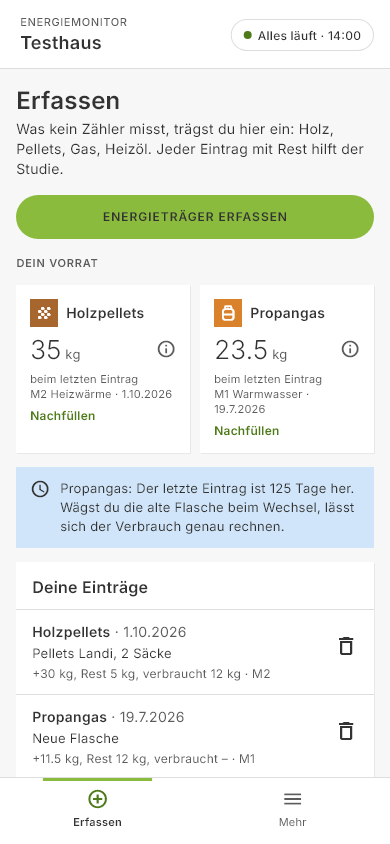 ENERGIEMONITOR
Testhaus
Alles läuft · 14:00
Erfassen
Was kein Zähler misst, trägst du hier ein: Holz,
Pellets, Gas, Heizöl. Jeder Eintrag mit Rest hilft der
Studie.
ENERGIETRÄGER ERFASSEN
DEIN VORRAT
Holzpellets
35 kg
beim letzten Eintrag
M2 Heizwärme · 1.10.2026
Nachfüllen
Propangas
23.5 kg
beim letzten Eintrag
M1 Warmwasser ·
19.7.2026
Nachfüllen
Propangas: Der letzte Eintrag ist 125 Tage her.
Wägst du die alte Flasche beim Wechsel, lässt
sich der Verbrauch genau rechnen.
Deine Einträge
Holzpellets · 1.10.2026
Pellets Landi, 2 Säcke
+30 kg, Rest 5 kg, verbraucht 12 kg · M2
Propangas · 19.7.2026
Neue Flasche
+11.5 kg, Rest 12 kg, verbraucht – · M1
Erfassen
Mehr